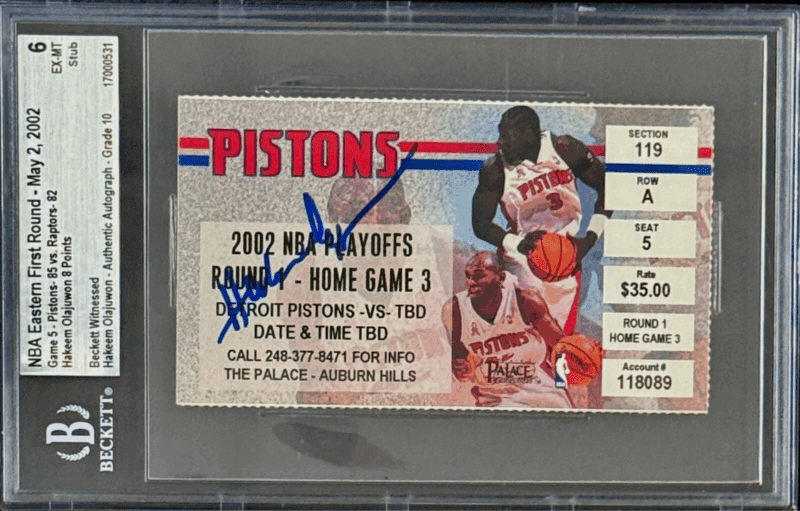 6
EX-MT
Stub
17000531
NBA Eastern First Round - May 2, 2002
Game 5 - Pistons- 85 vs. Raptors- 82
Hakeem Olajuwon 8 Points
Beckett Witnessed
Hakeem Olajuwon - Authentic Autograph - Grade 10
B
BECKETT®
PISTONS
2002 NBA PLAYOFFS
ROUND 1 - HOME GAME 3
DETROIT PISTONS -VS- TBD
DATE & TIME TBD
CALL 248-377-8471 FOR INFO
THE PALACE - AUBURN HILLS
PISTONS
3
PISTONS
PALACE
SECTION
119
ROW
A
SEAT
5
Rate
$35.00
ROUND 1
HOME GAME 3
Account #
118089